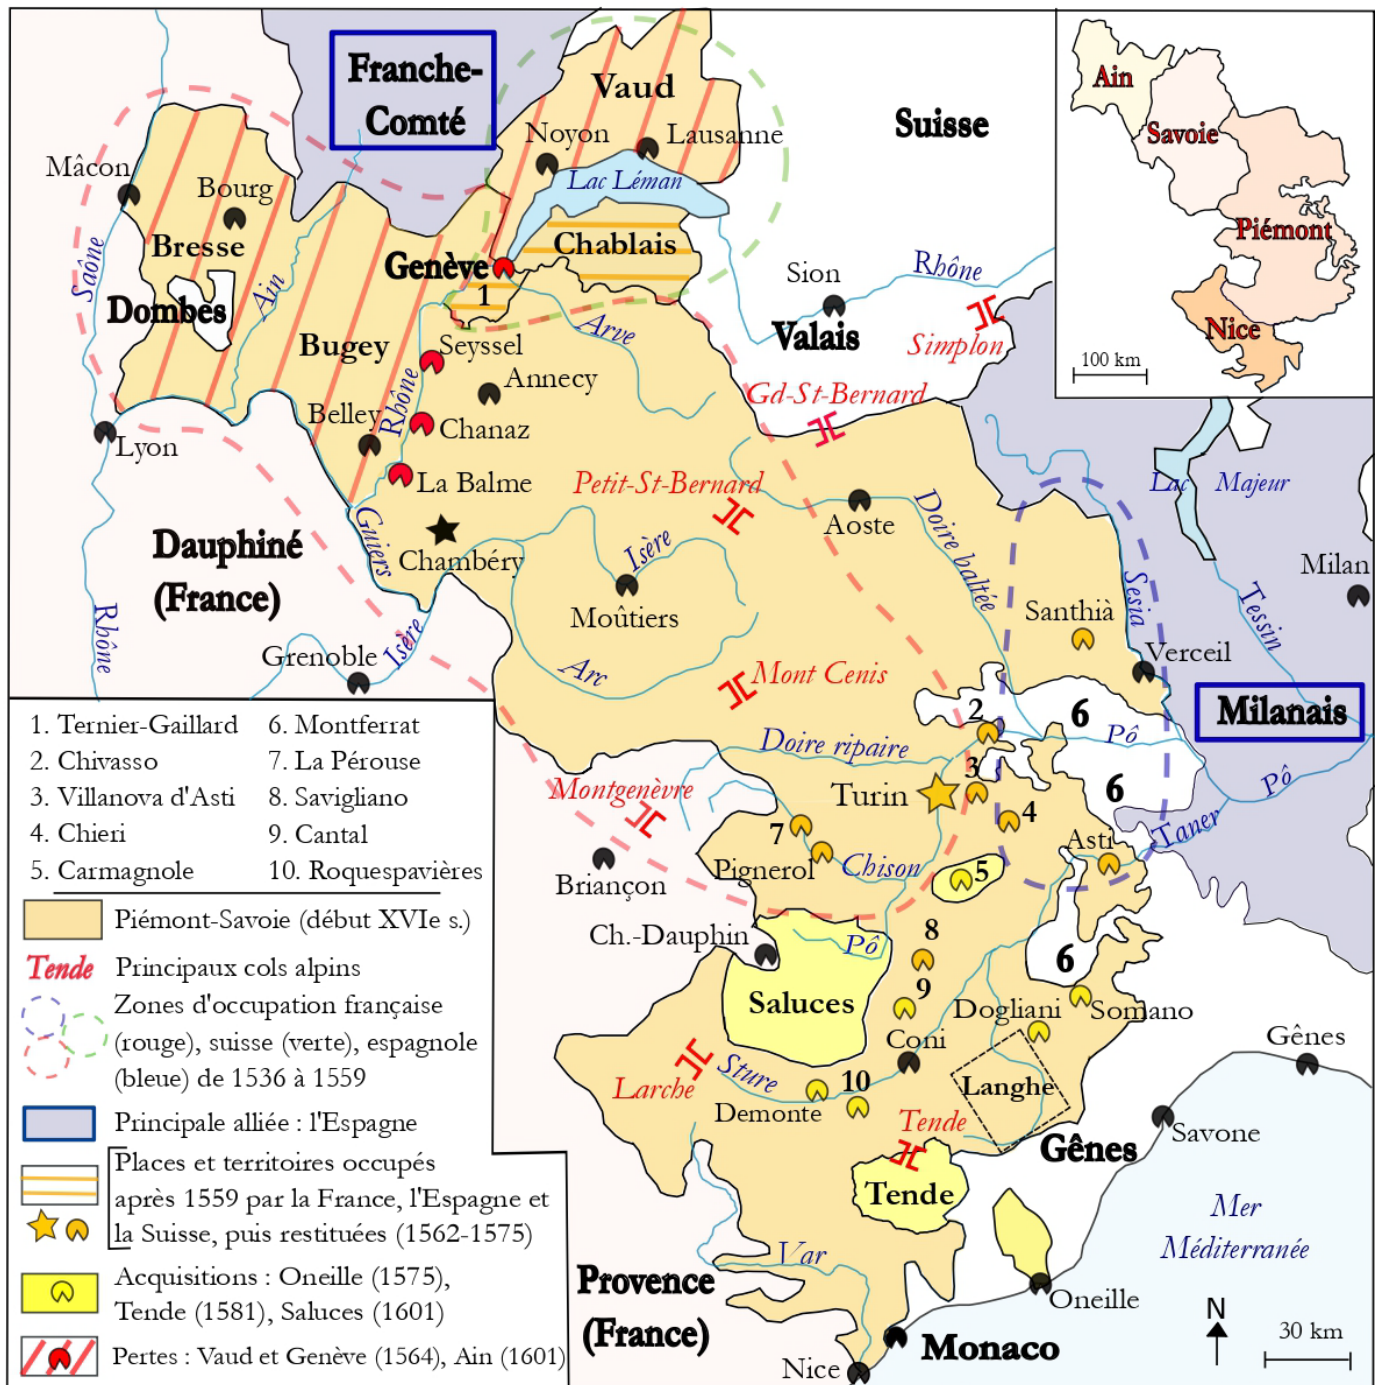 Franche-
Comté
Vaud
Noyon
Lausanne
Suisse
Lac Léman
Mâcon
Bourg
Bresse
Saône
Dombes
Ain
Genève
Chablais
1
Bugey
Sion
Rhône
Valais
Simplon
Arve
Seyssel
Annecy
Rhône
Gd-St-Bernard
Belley
Chanaz
Lyon
La Balme
Petit-St-Bernard
Aoste
Doire baltée
Lac Majeur
Guiers
Chambéry
Dauphiné
(France)
Isère
Moûtiers
Sesia
Tessin
Milan
Santhià
Rhône
Grenoble
Isère
Arc
Mont Cenis
Verceil
Milanais
2
6
Pô
Doire ripaire
Montgenèvre
Turin
3
6
Pô
4
Taner
7
Asti
Pignerol
Chison
5
Briançon
Ch.-Dauphin
Pô
8
6
Saluces
9
Dogliani
Somano
Coni
Gênes
Larche
Sture
10
Langhe
Demonte
Tende
Gênes
Savone
Tende
Mer
Méditerranée
Var
Provence
(France)
Oneille
Monaco
Nice
N
30 km
Ain
Savoie
Piémont
Nice
100 km
1. Ternier-Gaillard
2. Chivasso
3. Villanova d'Asti
4. Chieri
5. Carmagnole
6. Montferrat
7. La Pérouse
8. Savigliano
9. Cantal
10. Roquespavières
Piémont-Savoie (début XVIe s.)
Tende
Principaux cols alpins
Zones d'occupation française
(rouge), suisse (verte), espagnole
(bleue) de 1536 à 1559
Principale alliée : l'Espagne
Places et territoires occupés
après 1559 par la France, l'Espagne et
la Suisse, puis restituées (1562-1575)
Acquisitions : Oneille (1575),
Tende (1581), Saluces (1601)
Pertes : Vaud et Genève (1564), Ain (1601)